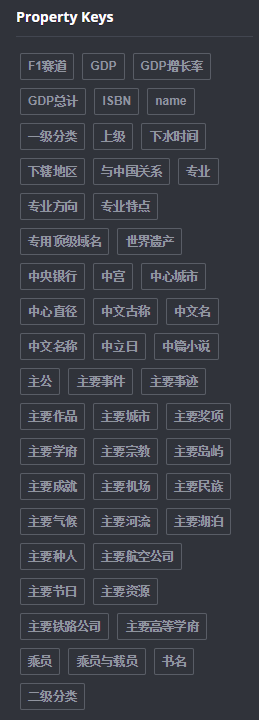 Property Keys
F1赛道 GDP GDP增长率
GDP总计 ISBN name
一级分类 上级 下水时间
下辖地区 与中国关系 专业
专业方向 专业特点
专用顶级域名 世界遗产
中央银行 中宫 中心城市
中心直径 中文古称 中文名
中文名称 中立日 中篇小说
主公 主要事件 主要事迹
主要作品 主要城市 主要奖项
主要学府 主要宗教 主要岛屿
主要成就 主要机场 主要民族
主要气候 主要河流 主要湖泊
主要种人 主要航空公司
主要节日 主要资源
主要铁路公司 主要高等学府
乘员 乘员与载员 书名
二级分类